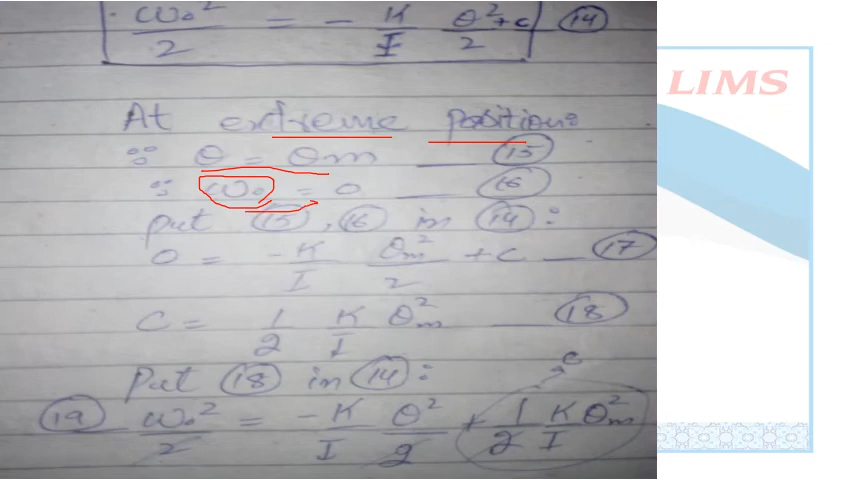 ω₀²/2 = - K/I θ²/2 + c (14)
LIMS
At extreme position:
∵ θ = θm — (15)
∵ ω₀ = 0 — (16)
put (15), (16) in (14):
0 = -K/I θm²/2 + c — (17)
C = 1/2 K/I θm² — (18)
Put (18) in (14):
c
(19) ω₀²/2 = -K/I θ²/2 + 1/2 K/I θm²